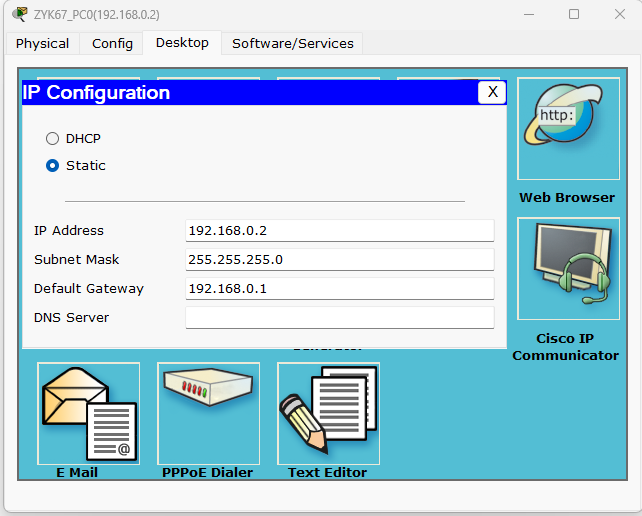 ZYK67_PC0(192.168.0.2)
Physical Config Desktop Software/Services
IP Configuration X
DHCP
Static
IP Address 192.168.0.2
Subnet Mask 255.255.255.0
Default Gateway 192.168.0.1
DNS Server
http:
Web Browser
Cisco IP
Communicator
@
E Mail PPPoE Dialer Text Editor